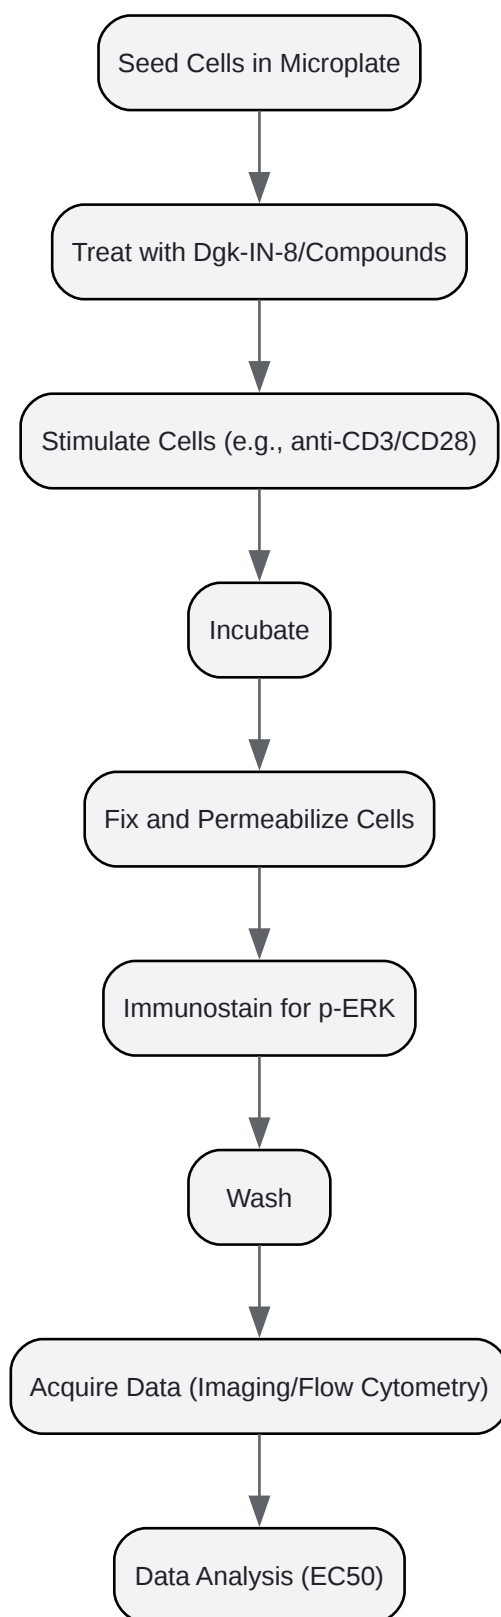 Seed Cells in Microplate
Treat with Dgk-IN-8/Compounds
Stimulate Cells (e.g., anti-CD3/CD28)
Incubate
Fix and Permeabilize Cells
Immunostain for p-ERK
Wash
Acquire Data (Imaging/Flow Cytometry)
Data Analysis (EC50)